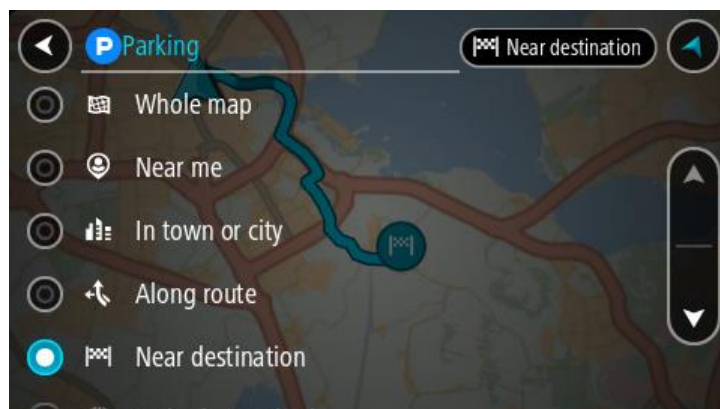 P Parking
Near destination
Whole map
Near me
In town or city
Along route
Near destination